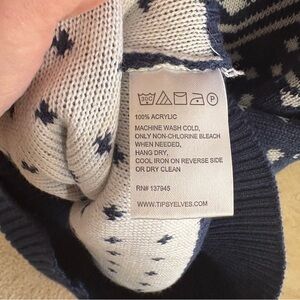 30C P
100% ACRYLIC
MACHINE WASH COLD,
ONLY NON-CHLORINE BLEACH
WHEN NEEDED,
HANG DRY,
COOL IRON ON REVERSE SIDE
OR DRY CLEAN
RN# 137945
WWW.TIPSYELVES.COM